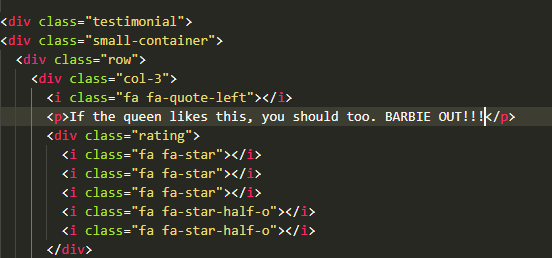 <div class="testimonial">
<div class="small-container">
<div class="row">
<div class="col-3">
<i class="fa fa-quote-left"></i>
<p>If the queen likes this, you should too. BARBIE OUT!!!</p>
<div class="rating">
<i class="fa fa-star"></i>
<i class="fa fa-star"></i>
<i class="fa fa-star"></i>
<i class="fa fa-star-half-o"></i>
<i class="fa fa-star-half-o"></i>
</div>